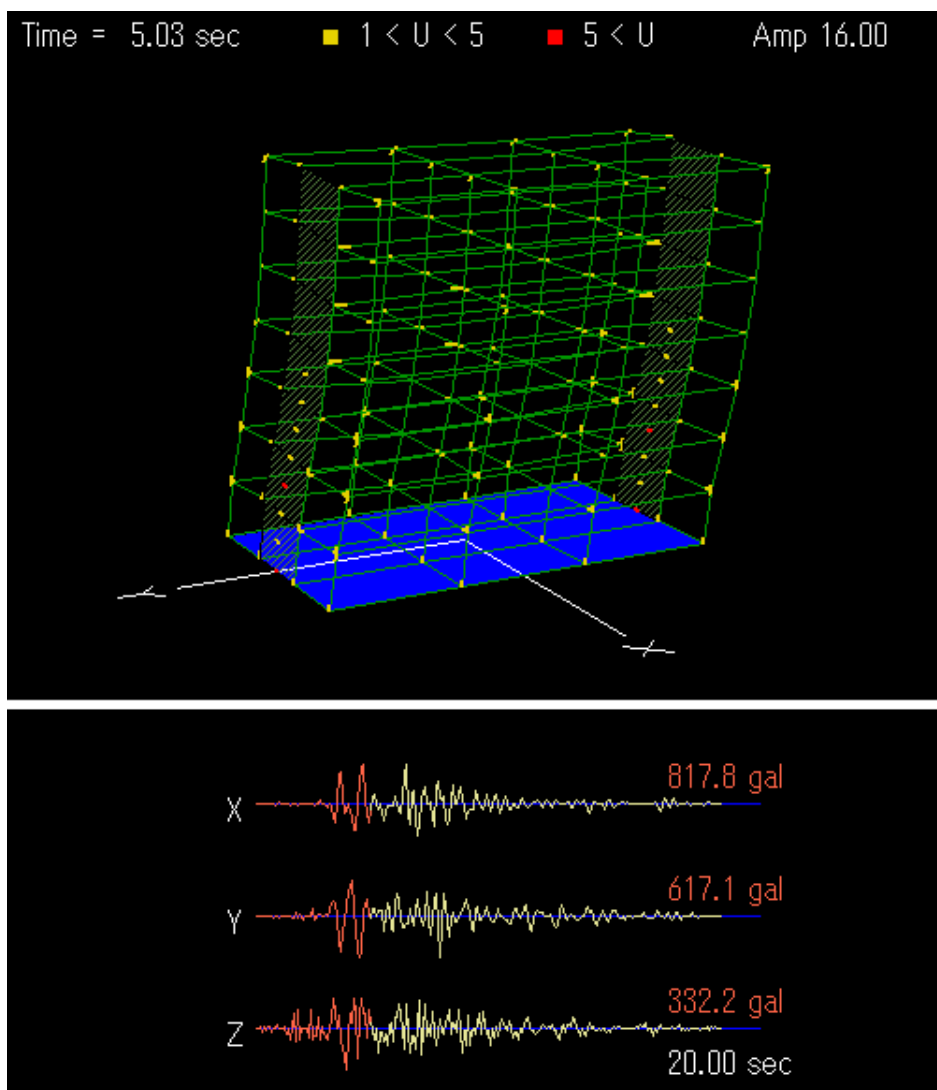 Time = 5.03 sec 1 < U < 5 5 < U Amp 16.00
Y
X
817.8 gal
X
617.1 gal
Y
332.2 gal
Z
20.00 sec